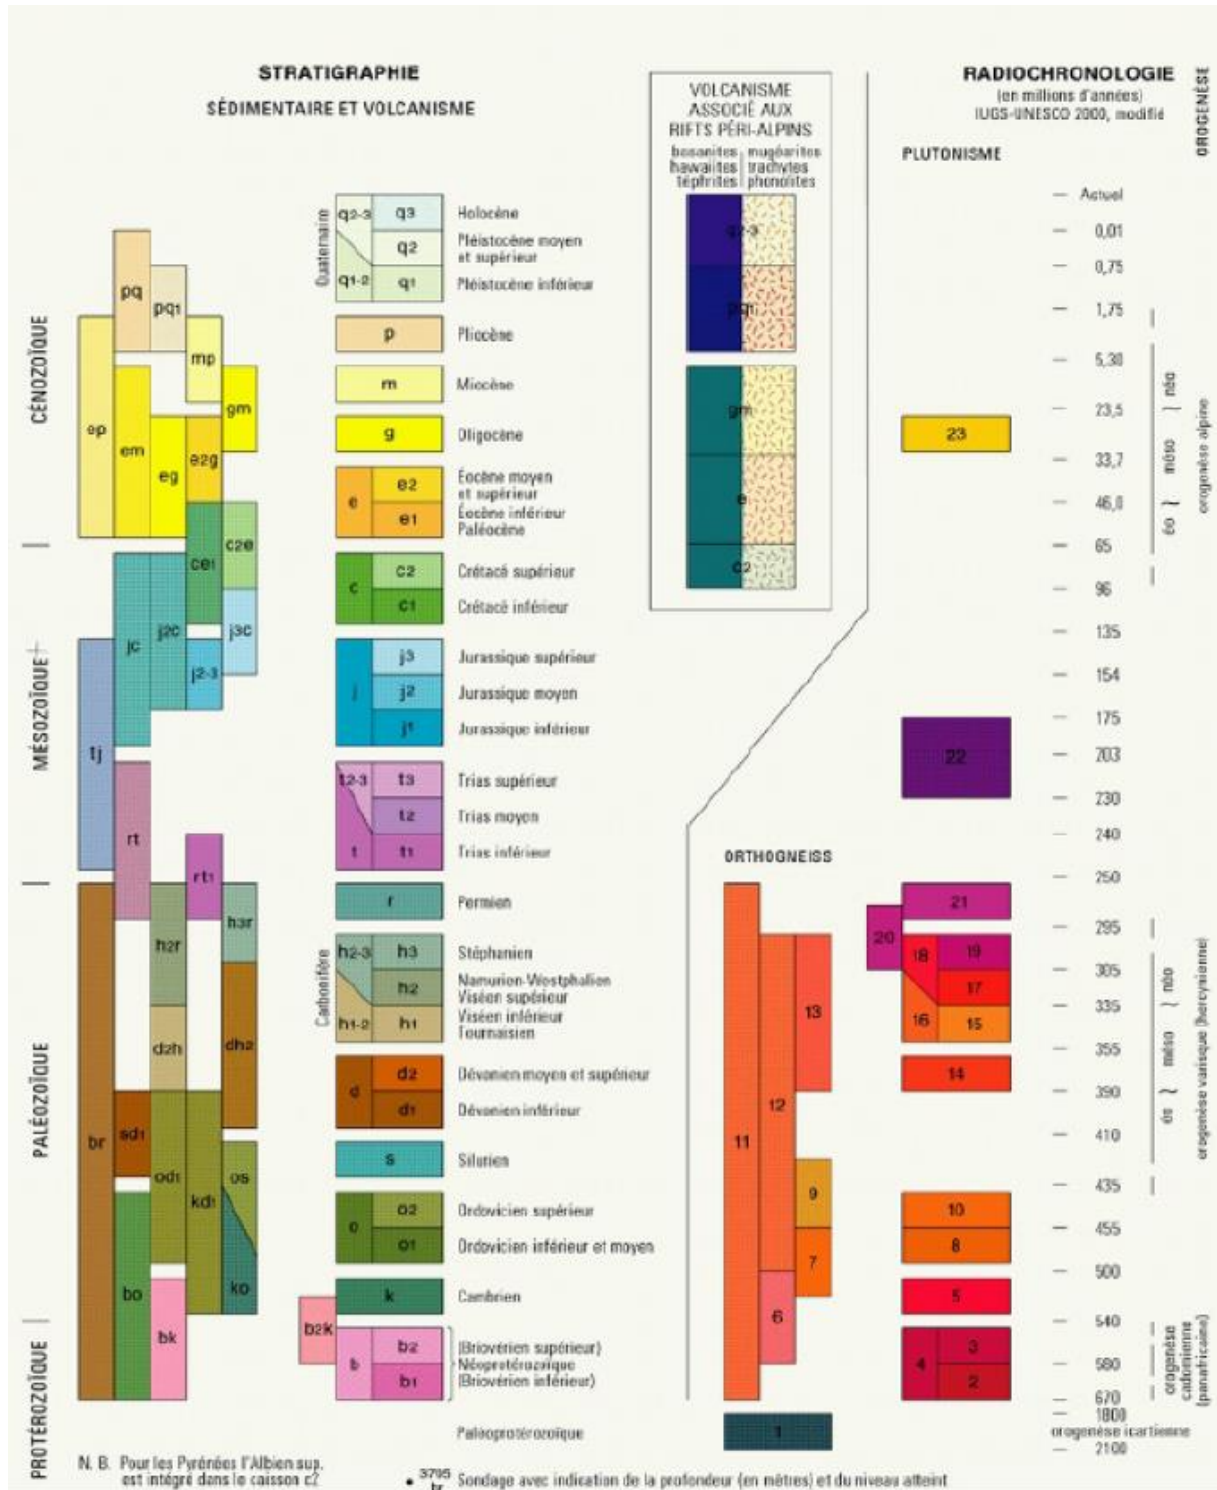 STRATIGRAPHIE
SÉDIMENTAIRE ET VOLCANISME
VOLCANISME
ASSOCIÉ AUX
RIFTS PÉRI-ALPINS
basanites
hawaiites
téphrites
mugéarites
trachytes
phonolites
RADIOCHRONOLOGIE
(en millions d'années)
IUGS-UNESCO 2000, modifié
PLUTONISME
OROGENÈSE
CÉNOZOÏQUE
MÉSOZOÏQUE
PALÉOZOÏQUE
PROTÉROZOÏQUE
pq
pq1
mp
gm
ep
em
eg
e2g
ce1
c2e
jc
j2c
j2-3
j3c
tj
rt
rt1
h3r
h2r
d2h
dh2
br
sd1
od1
kd1
os
ko
bo
bk
b2k
Quaternaire
q2-3
q3
Holocène
q2
Pléistocène moyen
et supérieur
q1-2
q1
Pléistocène inférieur
p
Pliocène
m
Miocène
g
Oligocène
e
e2
Éocène moyen
et supérieur
e1
Éocène inférieur
Paléocène
c
c2
Crétacé supérieur
c1
Crétacé inférieur
j
j3
Jurassique supérieur
j2
Jurassique moyen
j1
Jurassique inférieur
t2-3
t3
Trias supérieur
t2
Trias moyen
t
t1
Trias inférieur
r
Permien
Carbonifère
h2-3
h3
Stéphanien
h2
Namurien-Westphalien
Viséen supérieur
h1-2
h1
Viséen inférieur
Tournaisien
d
d2
Dévonien moyen et supérieur
d1
Dévonien inférieur
s
Silurien
o
o2
Ordovicien supérieur
o1
Ordovicien inférieur et moyen
k
Cambrien
b
b2
(Briovérien supérieur)
Néoprotérozoïque
b1
(Briovérien inférieur)
Paléoprotérozoïque
q2-3
pq1
gm
e
c2
ORTHOGNEISS
11
12
13
9
7
6
1
23
22
21
20
18
19
17
16
15
14
10
8
5
4
3
2
Actuel
0,01
0,75
1,75
5,30
23,5
33,7
46,0
65
96
135
154
175
203
230
240
250
295
305
335
355
390
410
435
455
500
540
580
670
1800
orogenèse icartienne
2100
néo
méso
éo
orogenèse alpine
néo
méso
éo
orogenèse varisque (hercynienne)
orogenèse
cadomienne
(panafricaine)
N. B. Pour les Pyrénées l'Albien sup.
est intégré dans le caisson c2
3795
br
Sondage avec indication de la profondeur (en mètres) et du niveau atteint